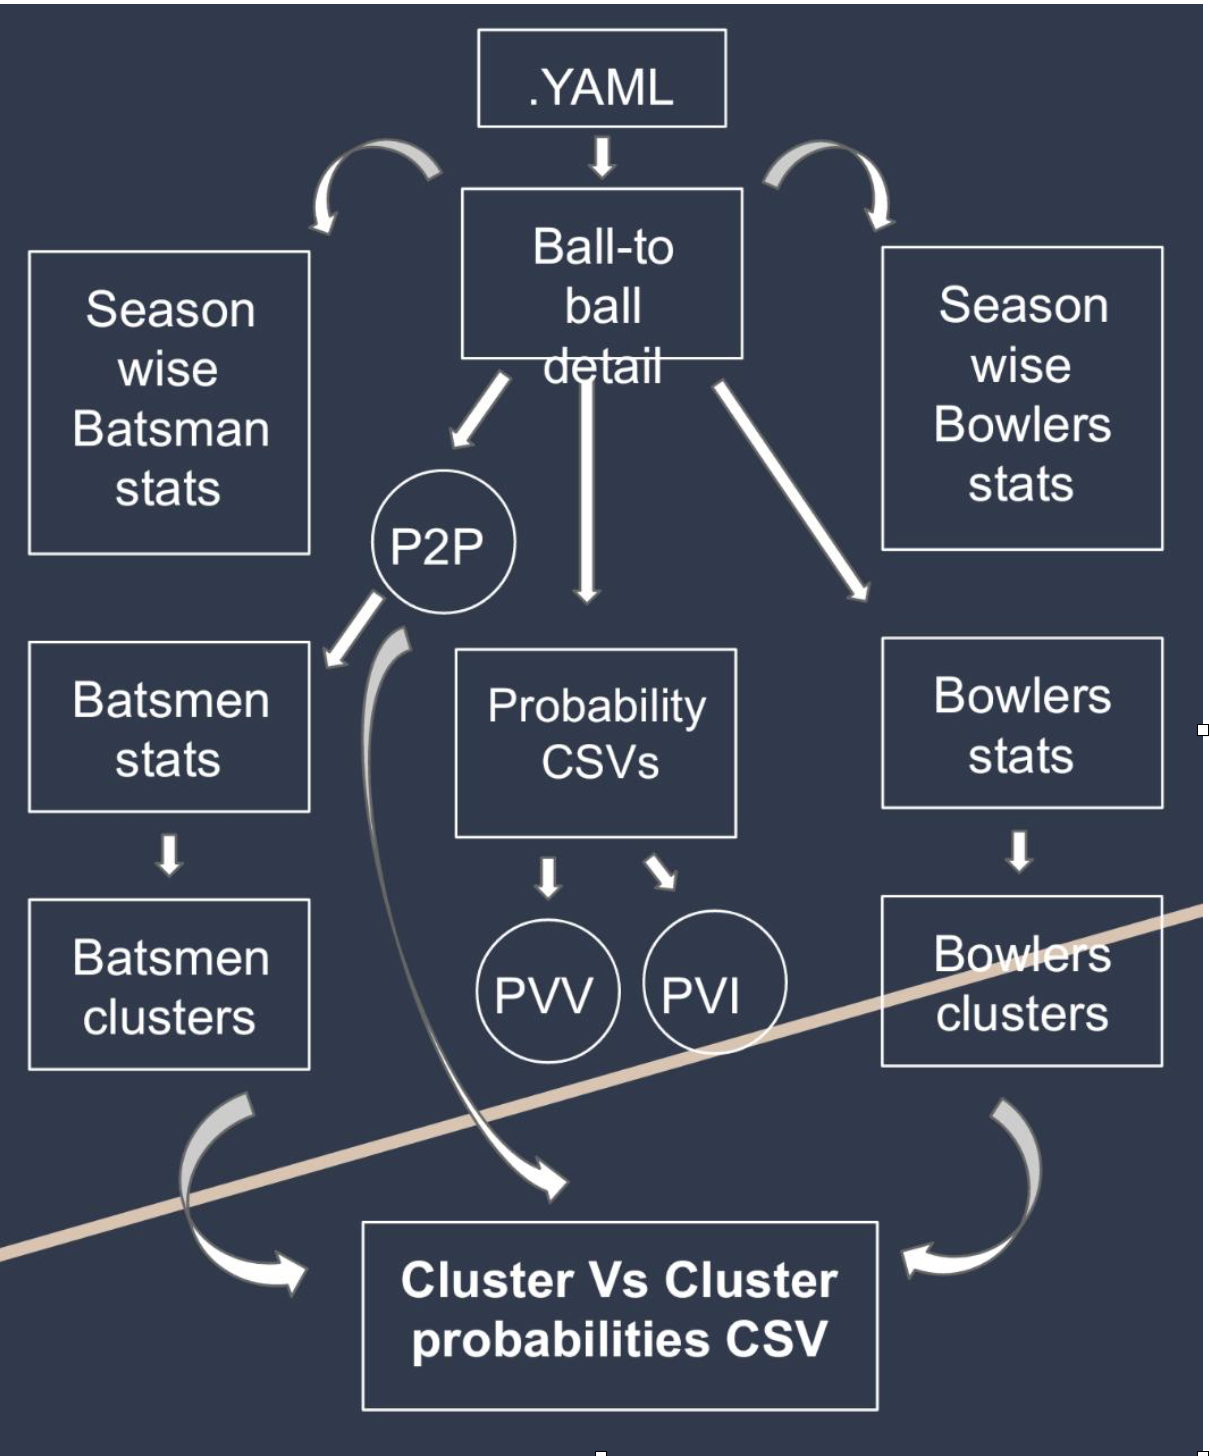 .YAML
Ball-to
ball
detail
Season
wise
Batsman
stats
Season
wise
Bowlers
stats
P2P
Batsmen
stats
Probability
CSVs
Bowlers
stats
Batsmen
clusters
PVV
PVI
Bowlers
clusters
Cluster Vs Cluster
probabilities CSV